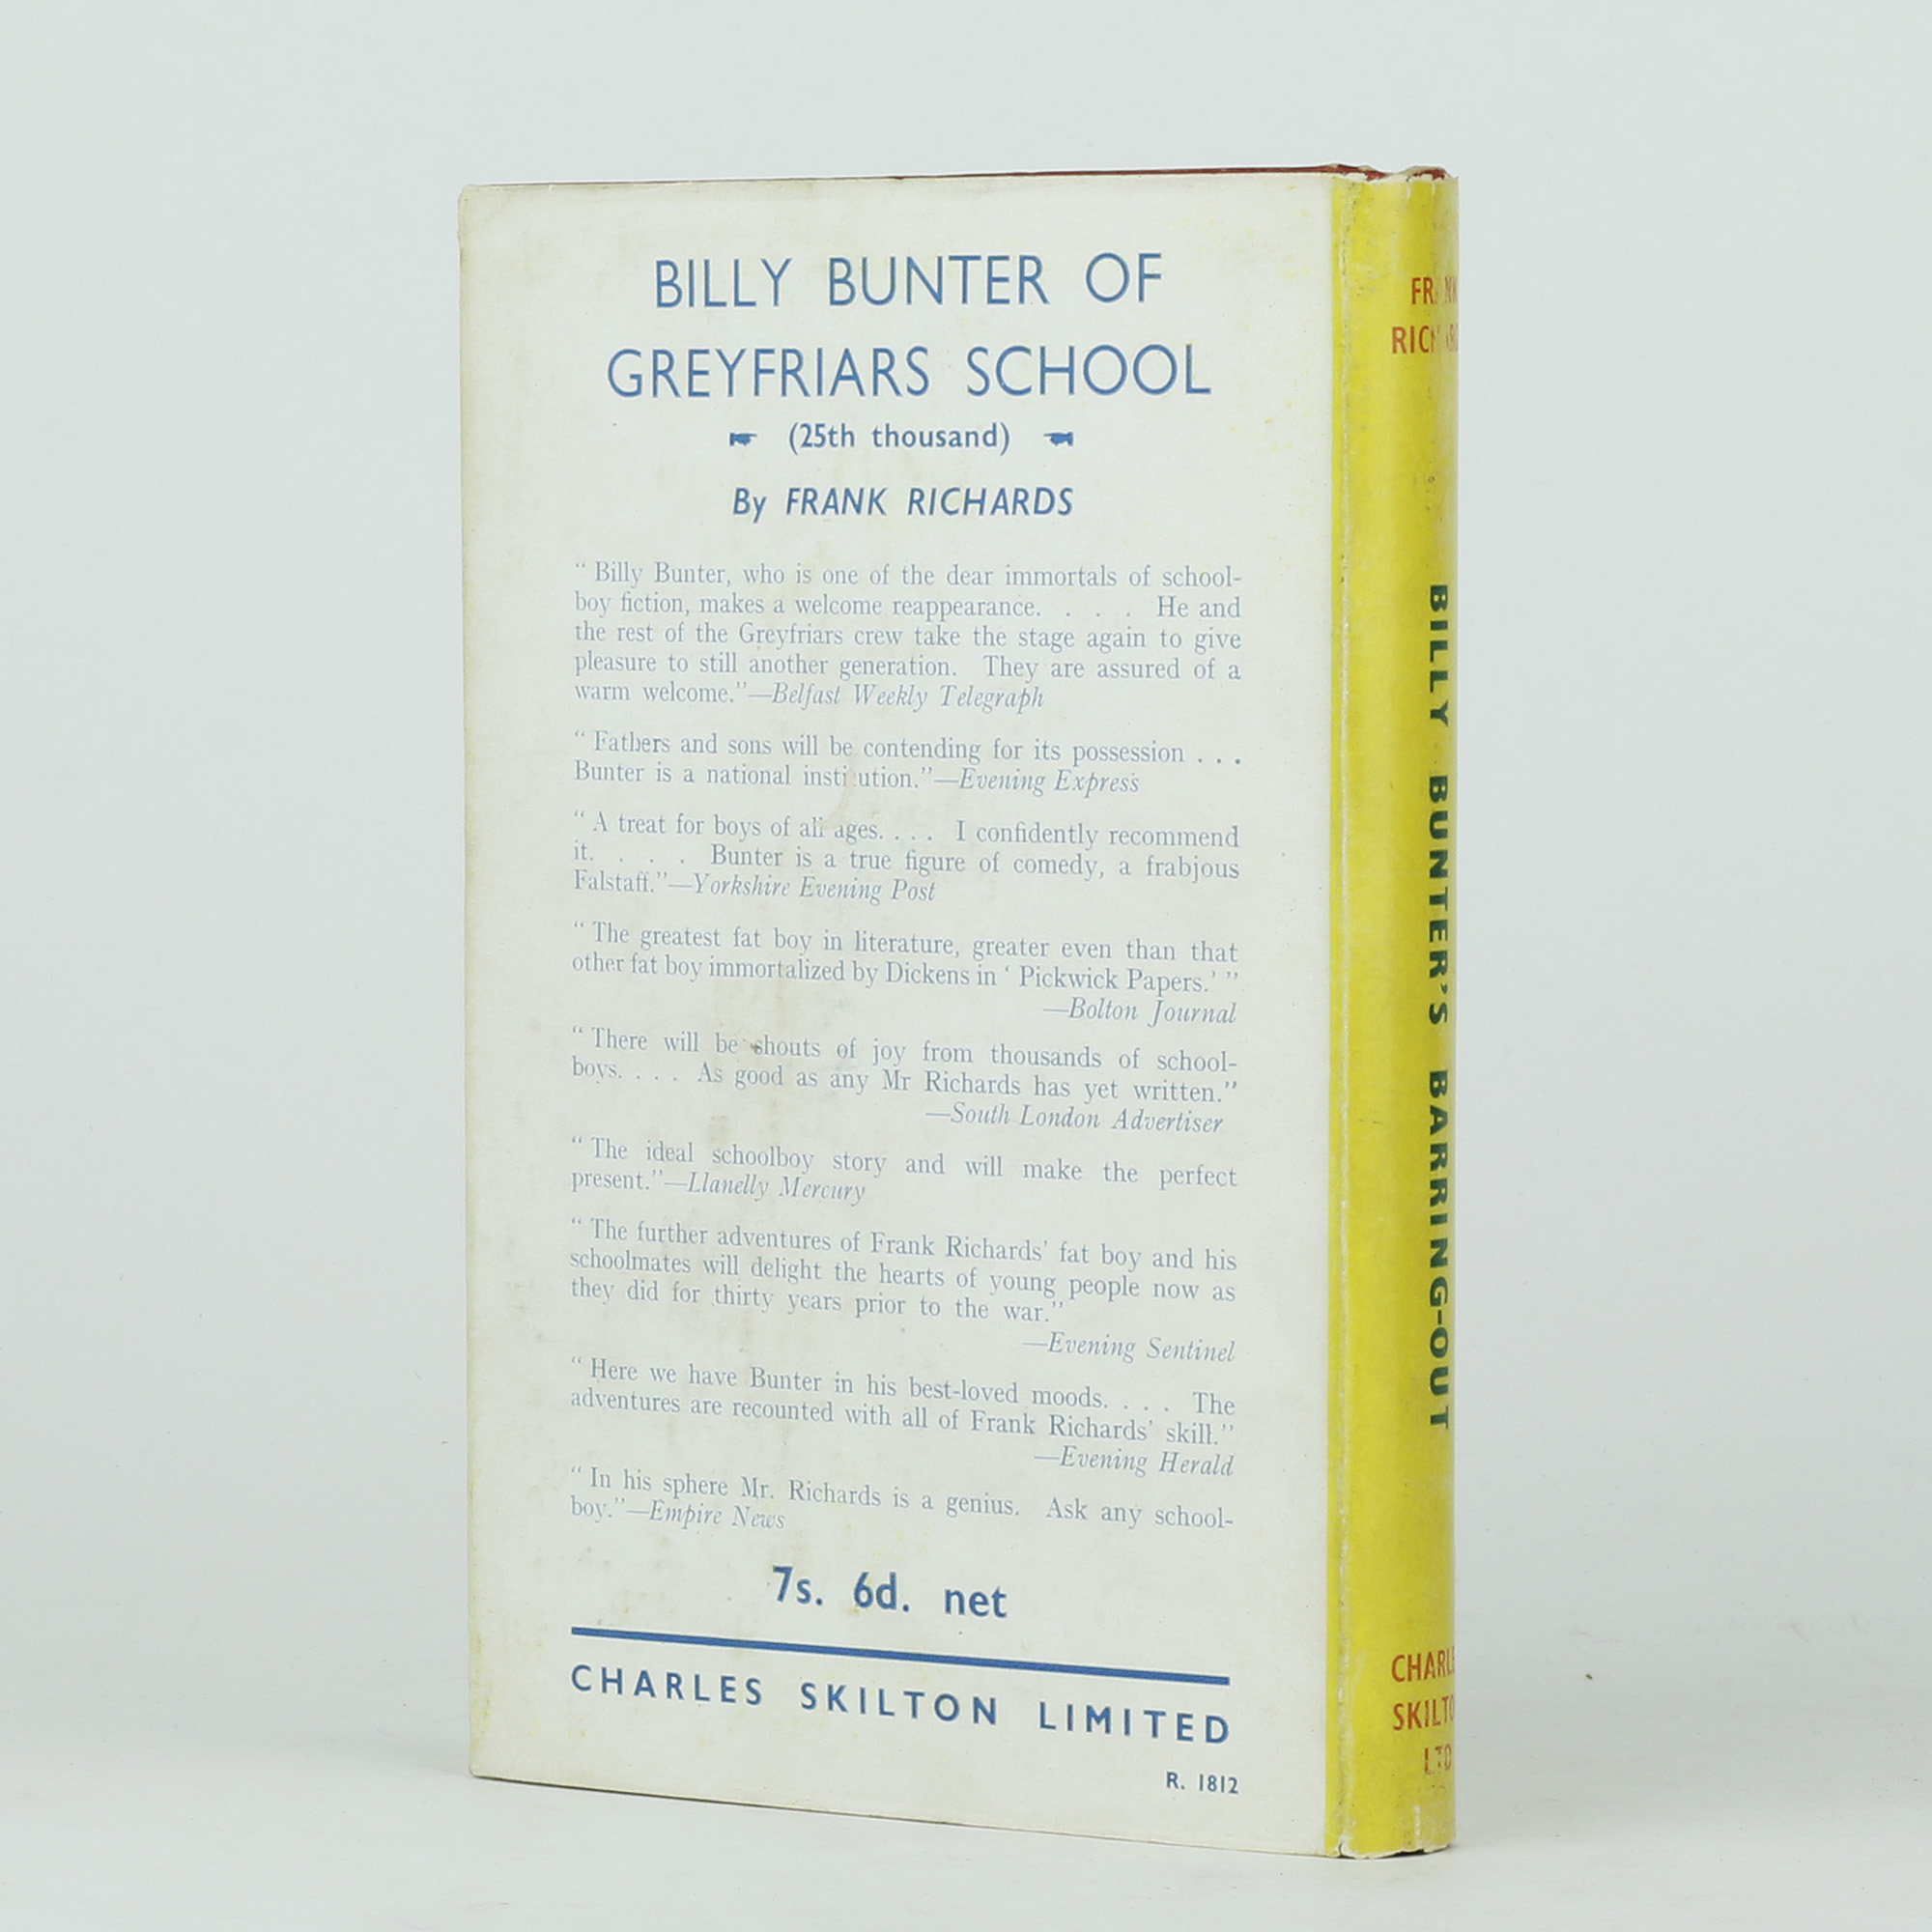 BILLY BUNTER OF
GREYFRIARS SCHOOL
(25th thousand)
By FRANK RICHARDS
“ Billy Bunter, who is one of the dear immortals of school-
boy fiction, makes a welcome reappearance. . . . . He and
the rest of the Greyfriars crew take the stage again to give
pleasure to still another generation. They are assured of a
warm welcome.”—Belfast Weekly Telegraph
“ Fathers and sons will be contending for its possession . . .
Bunter is a national institution.”—Evening Express
“ A treat for boys of all ages. . . . I confidently recommend
it. . . . . Bunter is a true figure of comedy, a frabjous
Falstaff.”—Yorkshire Evening Post
“ The greatest fat boy in literature, greater even than that
other fat boy immortalized by Dickens in ‘ Pickwick Papers.’ ”
—Bolton Journal
“ There will be shouts of joy from thousands of school-
boys. . . . As good as any Mr Richards has yet written.”
—South London Advertiser
“ The ideal schoolboy story and will make the perfect
present.”—Llanelly Mercury
“ The further adventures of Frank Richards’ fat boy and his
schoolmates will delight the hearts of young people now as
they did for thirty years prior to the war.”
—Evening Sentinel
“ Here we have Bunter in his best-loved moods. . . . The
adventures are recounted with all of Frank Richards’ skill.”
—Evening Herald
“ In his sphere Mr. Richards is a genius. Ask any school-
boy.”—Empire News
7s. 6d. net
CHARLES SKILTON LIMITED
R. 1812
BILLY BUNTER'S BARRING-OUT
LTD